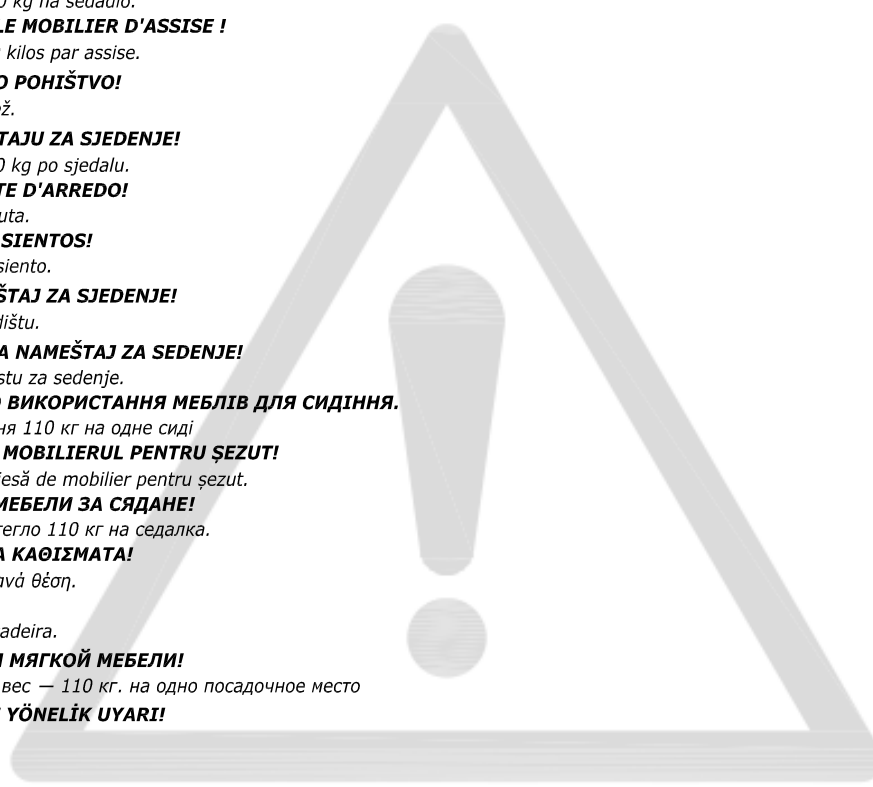 kg na sedadlo.
LE MOBILIER D'ASSISE !
kilos par assise.
O POHIŠTVO!
ež.
TAJU ZA SJEDENJE!
0 kg po sjedalu.
TE D'ARREDO!
uta.
SIENTOS!
siento.
ŠTAJ ZA SJEDENJE!
dištu.
A NAMEŠTAJ ZA SEDENJE!
stu za sedenje.
О ВИКОРИСТАННЯ МЕБЛІВ ДЛЯ СИДІННЯ.
ня 110 кг на одне сиді
MOBILIERUL PENTRU ȘEZUT!
esă de mobilier pentru șezut.
МЕБЕЛИ ЗА СЯДАНЕ!
тегло 110 кг на седалка.
Α ΚΑΘΙΣΜΑΤΑ!
ανά θέση.
adeira.
И МЯГКОЙ МЕБЕЛИ!
вес — 110 кг. на одно посадочное место
YÖNELİK UYARI!